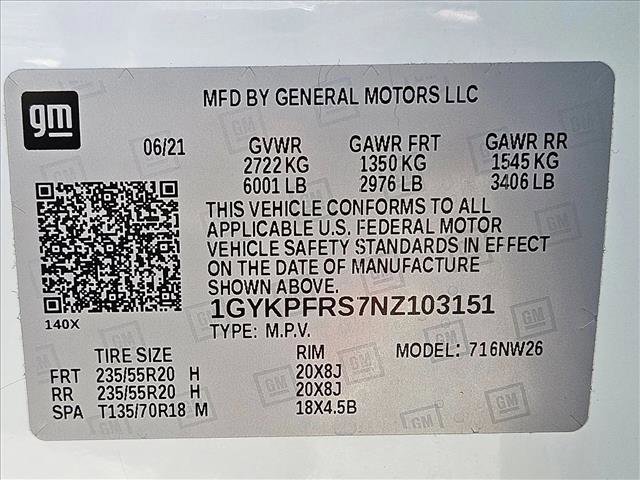 gm
MFD BY GENERAL MOTORS LLC
06/21 GVWR GAWR FRT GAWR RR
2722 KG 1350 KG 1545 KG
6001 LB 2976 LB 3406 LB
THIS VEHICLE CONFORMS TO ALL
APPLICABLE U.S. FEDERAL MOTOR
VEHICLE SAFETY STANDARDS IN EFFECT
ON THE DATE OF MANUFACTURE
SHOWN ABOVE.
140X
1GYKPFRS7NZ103151
TYPE: M.P.V.
TIRE SIZE RIM MODEL: 716NW26
FRT 235/55R20 H 20X8J
RR 235/55R20 H 20X8J
SPA T135/70R18 M 18X4.5B